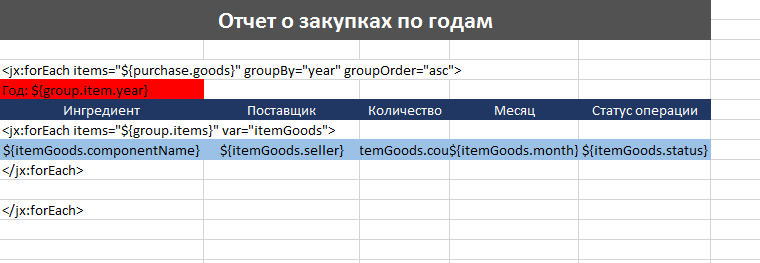 Отчет о закупках по годам
<jx:forEach items="${purchase.goods}" groupBy="year" groupOrder="asc">
Год: ${group.item.year}
Ингредиент Поставщик Количество Месяц Статус операции
<jx:forEach items="${group.items}" var="itemGoods">
${itemGoods.componentName} ${itemGoods.seller} temGoods.cou ${itemGoods.month} ${itemGoods.status}
</jx:forEach>
</jx:forEach>